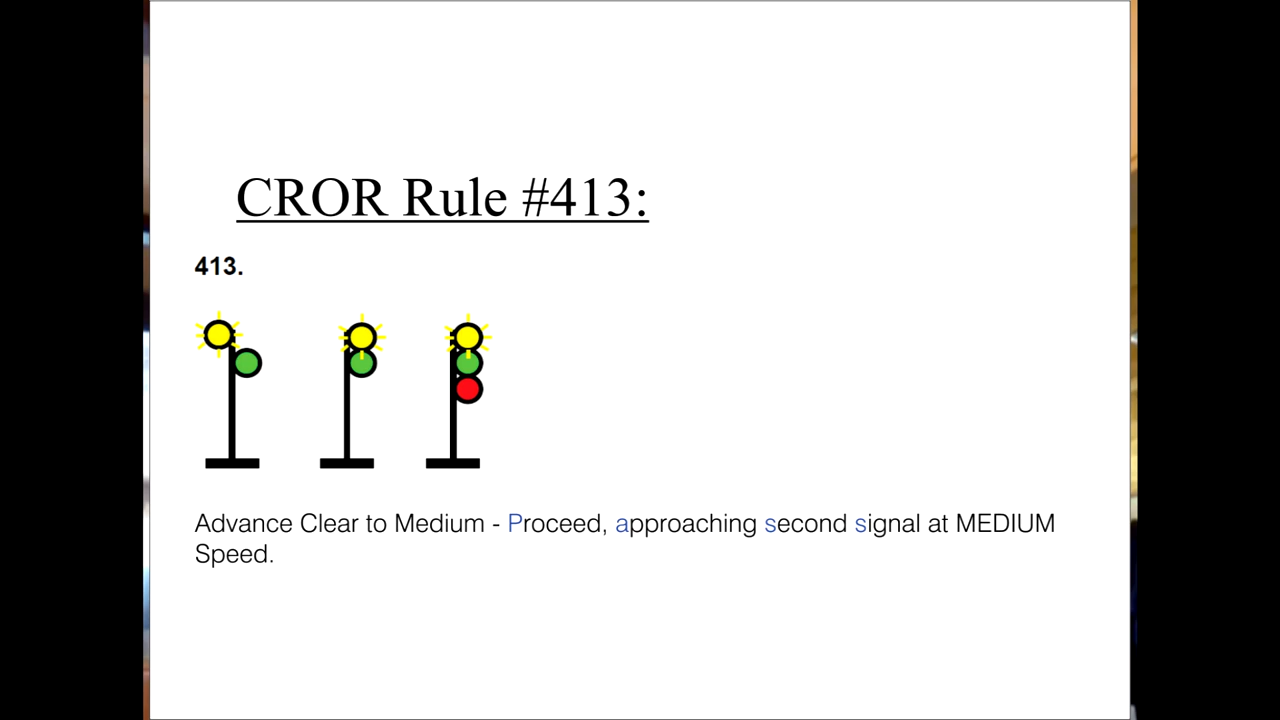 CROR Rule #413:
413.
Advance Clear to Medium - Proceed, approaching second signal at MEDIUM
Speed.